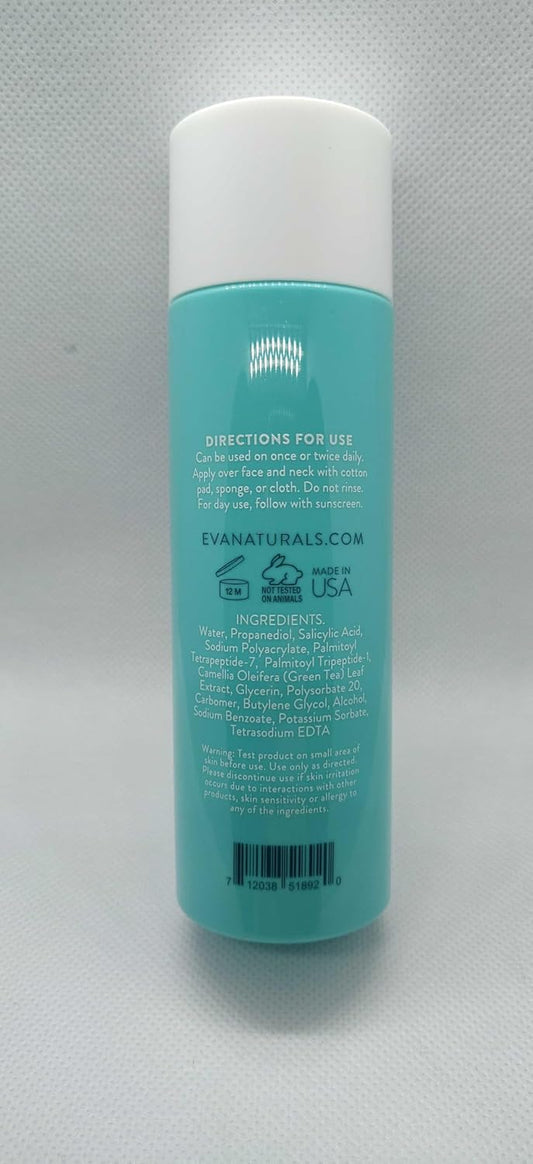 DIRECTIONS FOR USE
Can be used on once or twice daily.
Apply over face and neck with cotton
pad, sponge, or cloth. Do not rinse.
For day use, follow with sunscreen.
EVANATURALS.COM
12 M
NOT TESTED
ON ANIMALS
MADE IN
USA
INGREDIENTS.
Water, Propanediol, Salicylic Acid,
Sodium Polyacrylate, Palmitoyl
Tetrapeptide-7, Palmitoyl Tripeptide-1,
Camellia Oleifera (Green Tea) Leaf
Extract, Glycerin, Polysorbate 20,
Carbomer, Butylene Glycol, Alcohol,
Sodium Benzoate, Potassium Sorbate,
Tetrasodium EDTA
Warning: Test product on small area of
skin before use. Use only as directed.
Please discontinue use if skin irritation
occurs due to interactions with other
products, skin sensitivity or allergy to
any of the ingredients.
7 12038 51892 0